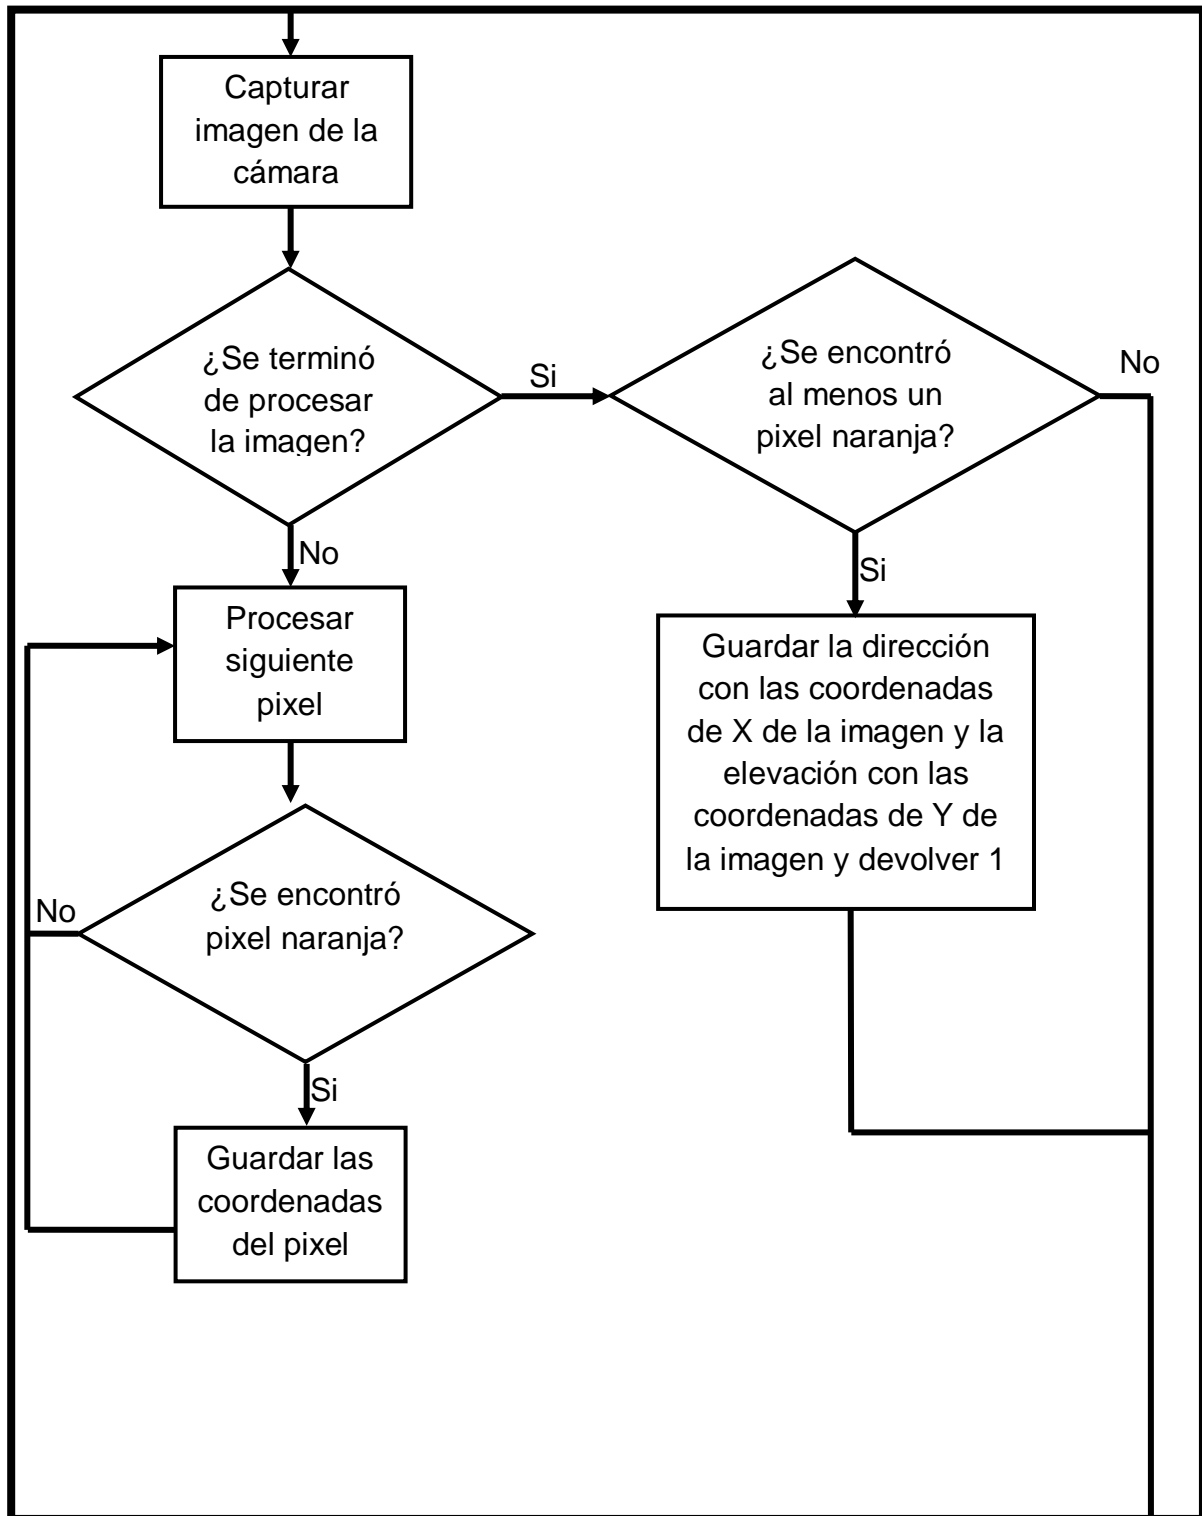 Capturar
imagen de la
cámara
¿Se terminó
de procesar
la imagen?
Si
¿Se encontró
al menos un
pixel naranja?
No
No
Si
Procesar
siguiente
pixel
Guardar la dirección
con las coordenadas
de X de la imagen y la
elevación con las
coordenadas de Y de
la imagen y devolver 1
¿Se encontró
pixel naranja?
No
Si
Guardar las
coordenadas
del pixel